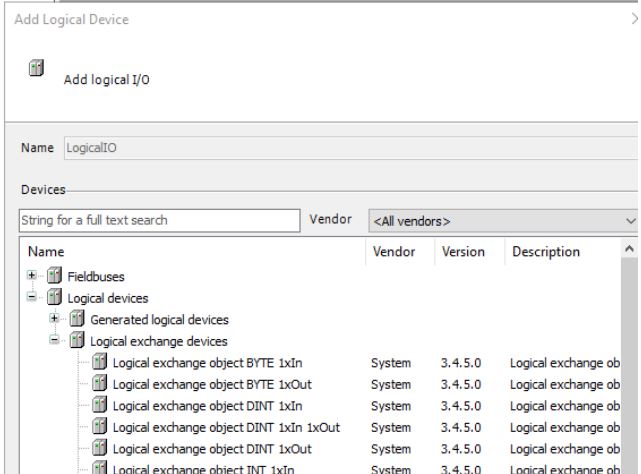 Add Logical Device
Add logical I/O
Name LogicalIO
Devices
String for a full text search Vendor <All vendors>
Name Vendor Version Description
Fieldbuses
Logical devices
Generated logical devices
Logical exchange devices
Logical exchange object BYTE 1xIn System 3.4.5.0 Logical exchange ob
Logical exchange object BYTE 1xOut System 3.4.5.0 Logical exchange ob
Logical exchange object DINT 1xIn System 3.4.5.0 Logical exchange ob
Logical exchange object DINT 1xIn 1xOut System 3.4.5.0 Logical exchange ob
Logical exchange object DINT 1xOut System 3.4.5.0 Logical exchange ob
Logical exchange object INT 1xIn System 3.4.5.0 Logical exchange ob